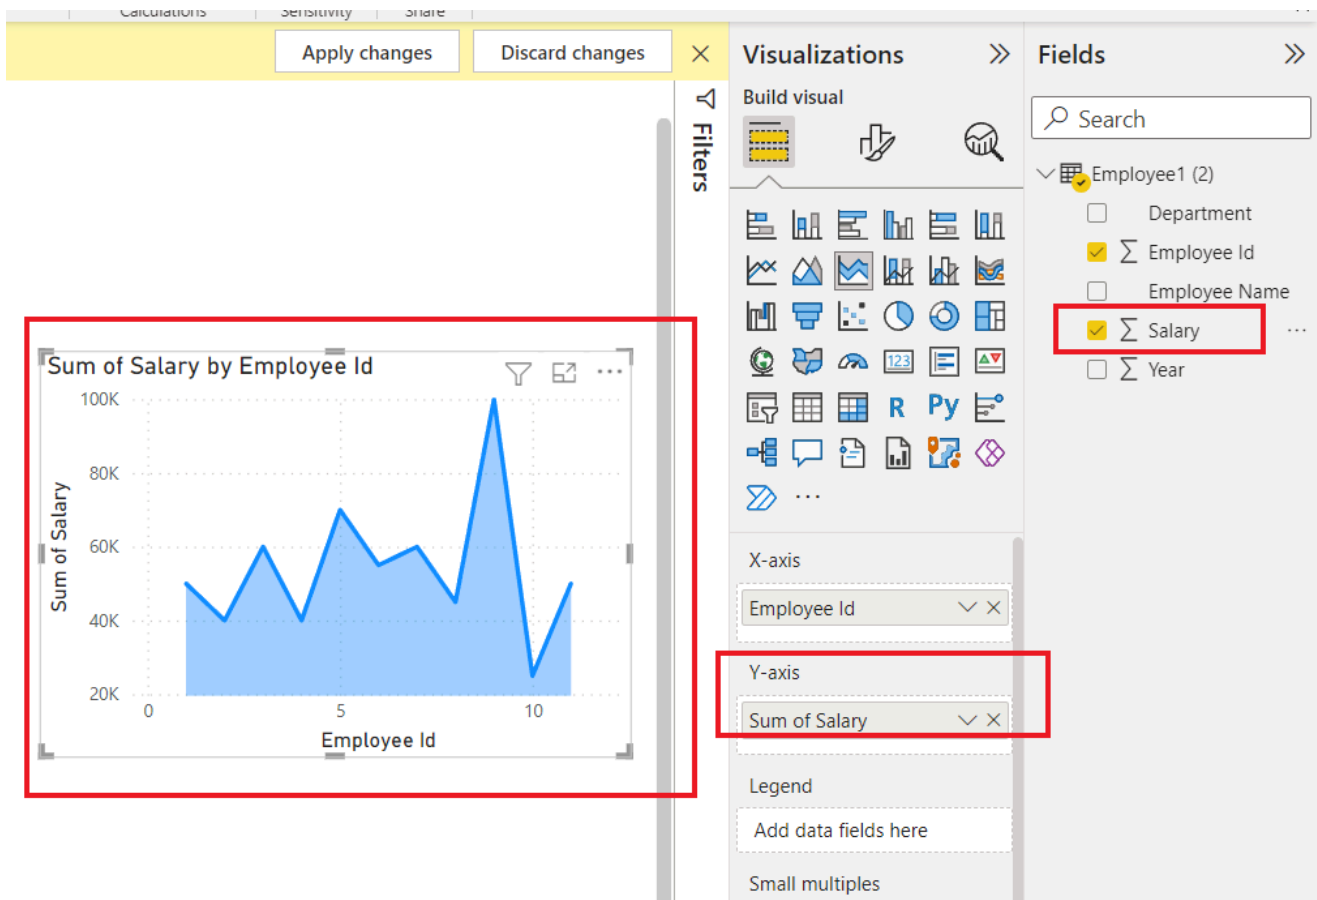 Calculations
Sensitivity
Share
Apply changes
Discard changes
Filters
Sum of Salary by Employee Id
100K
80K
60K
40K
20K
Sum of Salary
0
5
10
Employee Id
Visualizations
Build visual
123
R
Py
X-axis
Employee Id
Y-axis
Sum of Salary
Legend
Add data fields here
Small multiples
Fields
Search
Employee1 (2)
Department
Σ Employee Id
Employee Name
Σ Salary
Σ Year